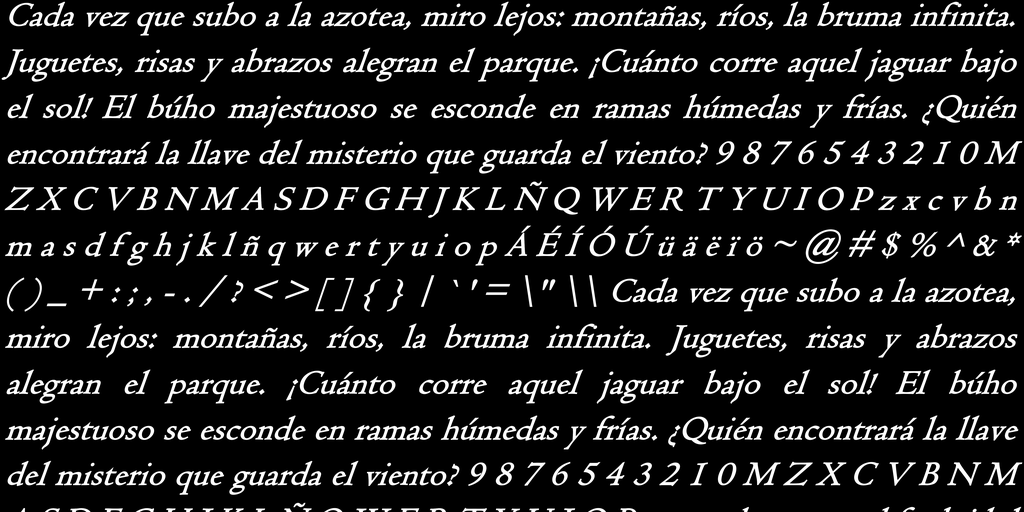 Cada vez que subo a la azotea, miro lejos: montañas, ríos, la bruma infinita.
Juguetes, risas y abrazos alegran el parque. ¡Cuánto corre aquel jaguar bajo
el sol! El búho majestuoso se esconde en ramas húmedas y frías. ¿Quién
encontrará la llave del misterio que guarda el viento? 9 8 7 6 5 4 3 2 1 0 M
Z X C V B N M A S D F G H J K L Ñ Q W E R T Y U I O P z x c v b n
m a s d f g h j k l ñ q w e r t y u i o p Á É Í Ó Ú ü ä ë ï ö ~ @ # $ % ^ & *
( ) _ + : ; , - . / ? < > [ ] { } | ` ' = \" \\ Cada vez que subo a la azotea,
miro lejos: montañas, ríos, la bruma infinita. Juguetes, risas y abrazos
alegran el parque. ¡Cuánto corre aquel jaguar bajo el sol! El búho
majestuoso se esconde en ramas húmedas y frías. ¿Quién encontrará la llave
del misterio que guarda el viento? 9 8 7 6 5 4 3 2 1 0 M Z X C V B N M